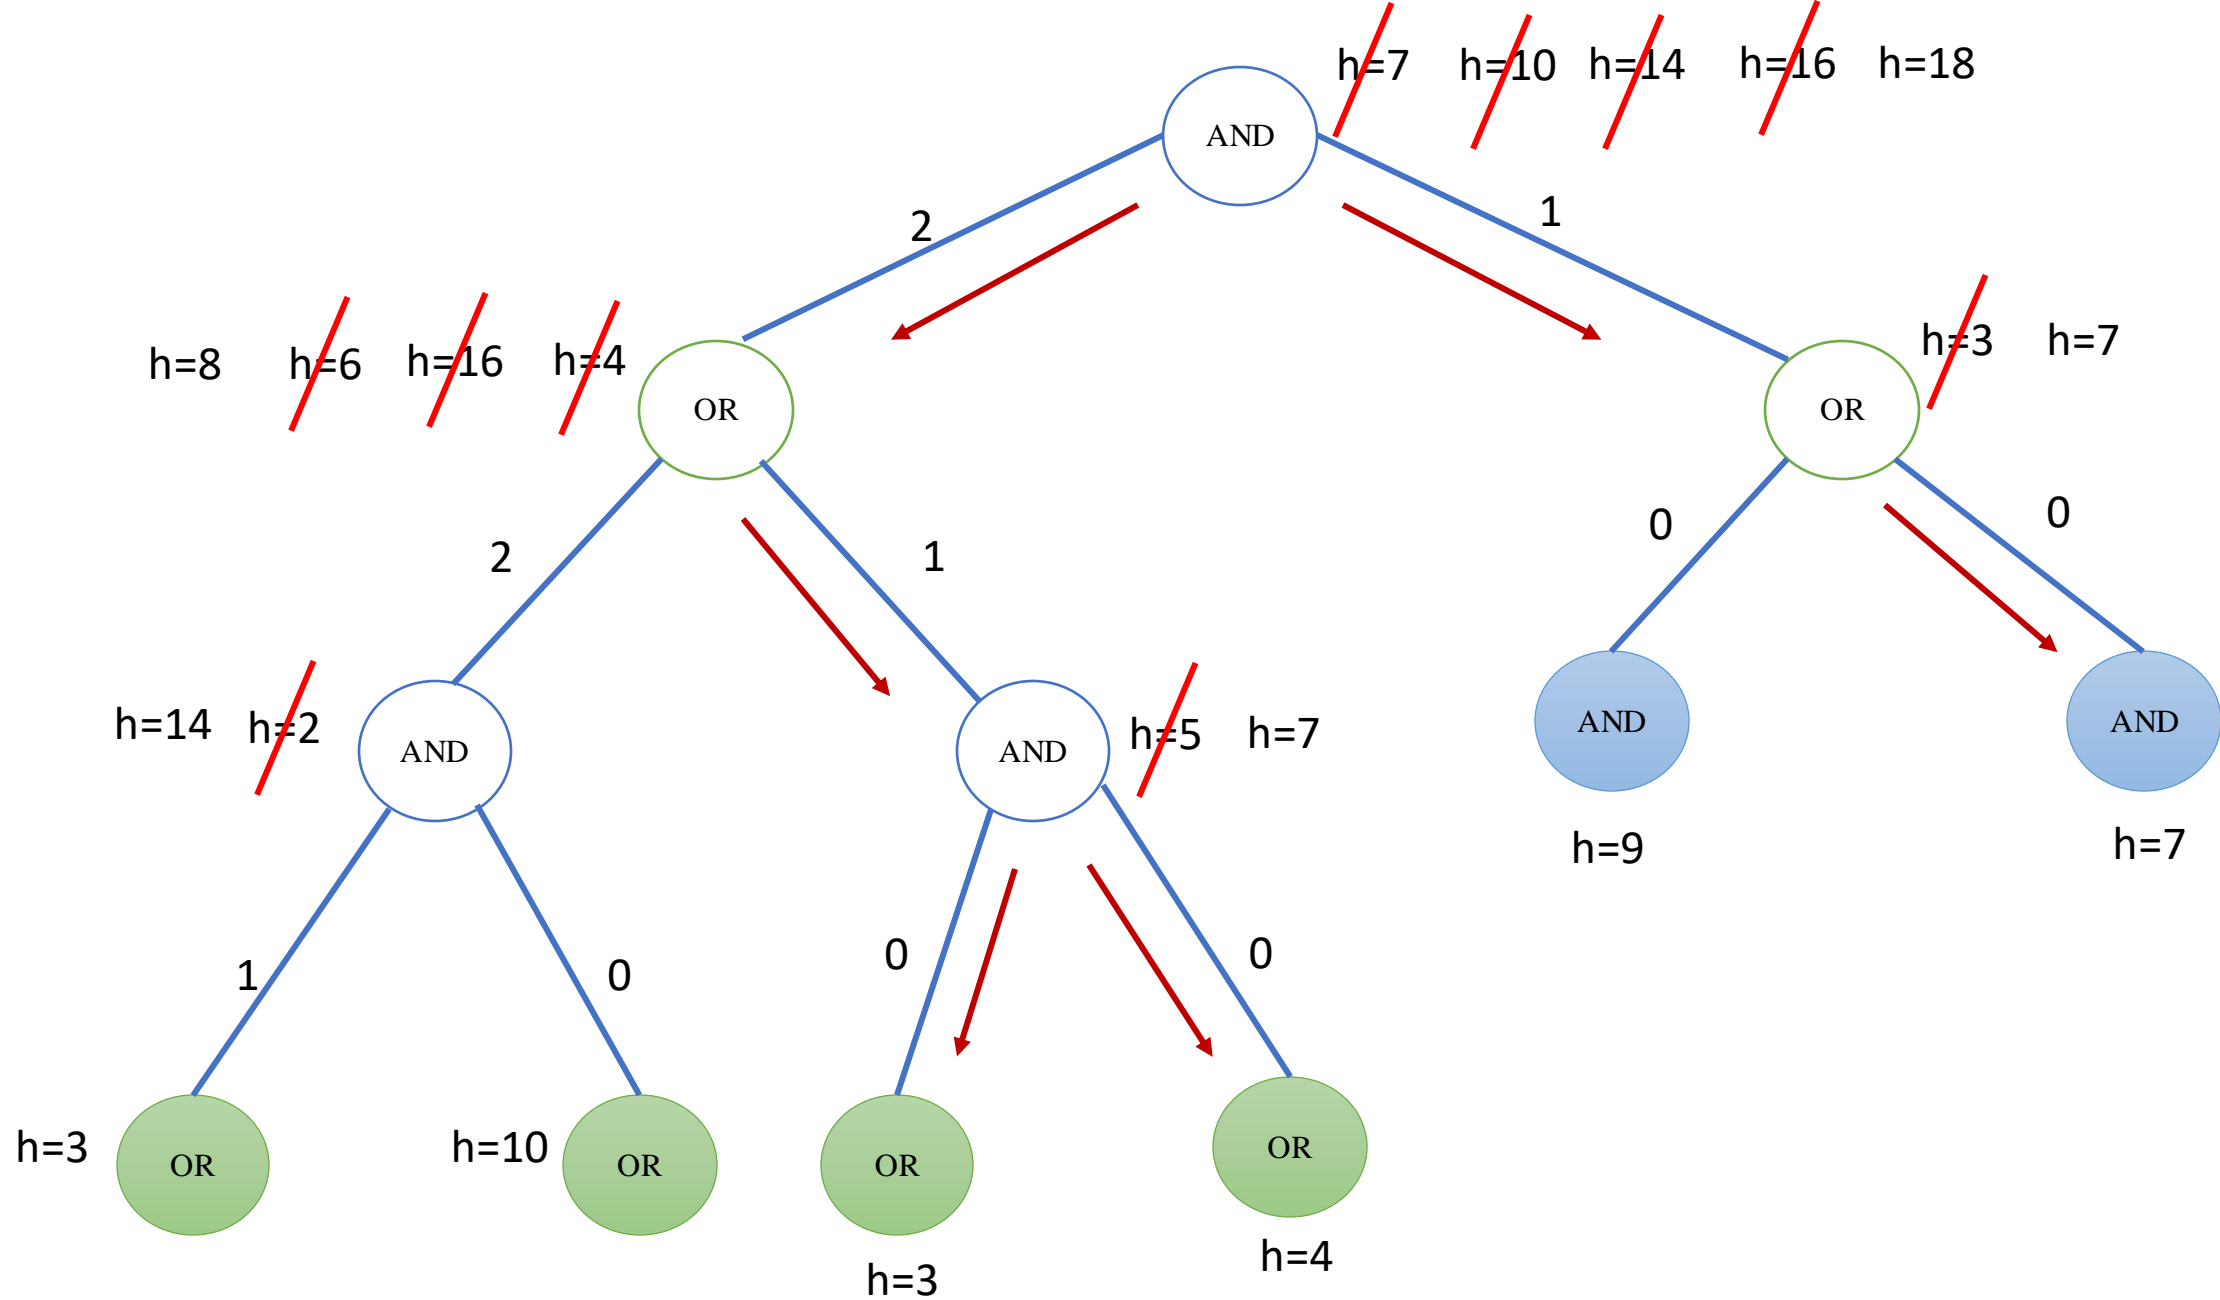 h=7 h=10 h=14 h=16 h=18
AND
2 1
h=8 h=6 h=16 h=4 OR
OR h=3 h=7
2 1 0 0
h=14 h=2 AND
AND h=5 h=7
AND
AND
h=9 h=7
1 0 0 0
h=3 OR
h=10 OR
OR
OR
h=3
h=4